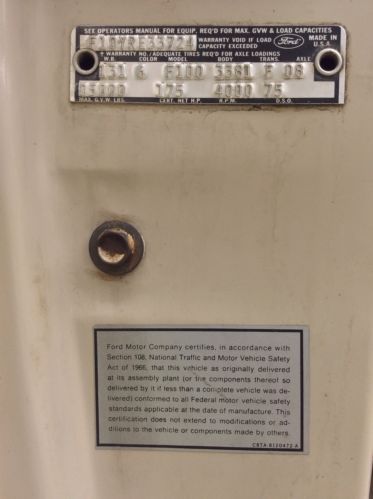 SEE OPERATORS MANUAL FOR EQUIP. REQ'D FOR MAX. GVW & LOAD CAPACITIES
WARRANTY VOID IF LOAD
CAPACITY EXCEEDED
Ford
MADE IN
U.S.A.
WARRANTY NO./ADEQUATE TIRES REQ'D FOR AXLE LOADINGS
W.B. COLOR MODEL BODY TRANS. AXLE
131 6 F100 3381 F 08
175 4000 75
MAX. G.V.W. LBS. CERT. NET H.P. R.P.M. D.S.O.
Ford Motor Company certifies, in accordance with
Section 108, National Traffic and Motor Vehicle Safety
Act of 1966, that this vehicle as originally delivered
at its assembly plant (or the components thereof so
delivered by it if less than a complete vehicle was de-
livered) conformed to all Federal motor vehicle safety
standards applicable at the date of manufacture. This
certification does not extend to modifications or ad-
ditions to the vehicle or components made by others.
C8TA-8120472-A